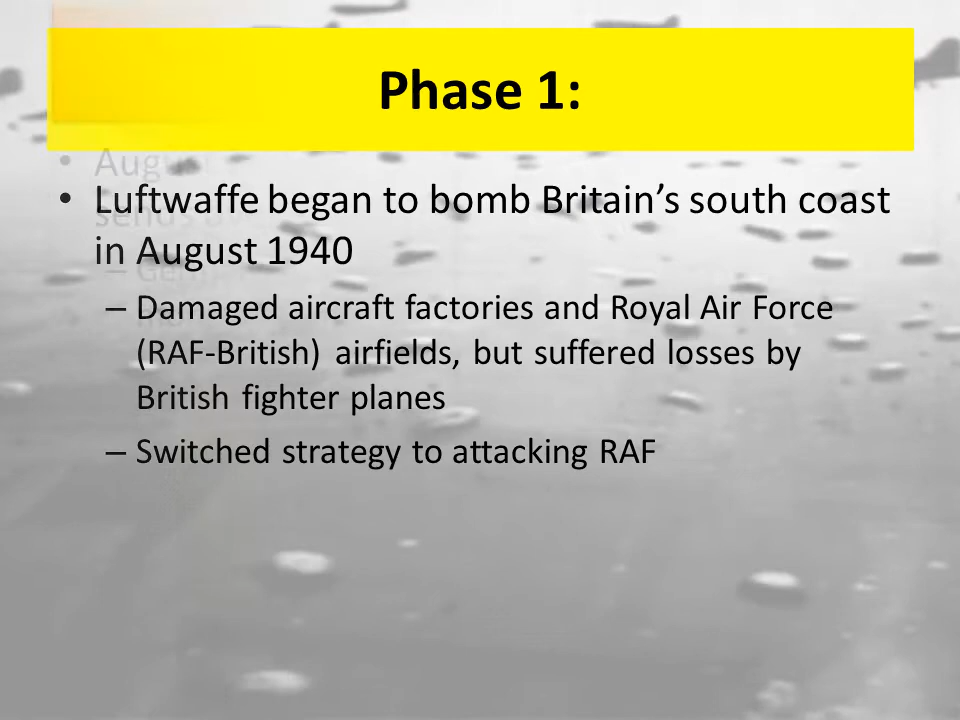 Phase 1:
• Augu
• Luftwaffe began to bomb Britain’s south coast
in August 1940
– Damaged aircraft factories and Royal Air Force
(RAF-British) airfields, but suffered losses by
British fighter planes
– Switched strategy to attacking RAF